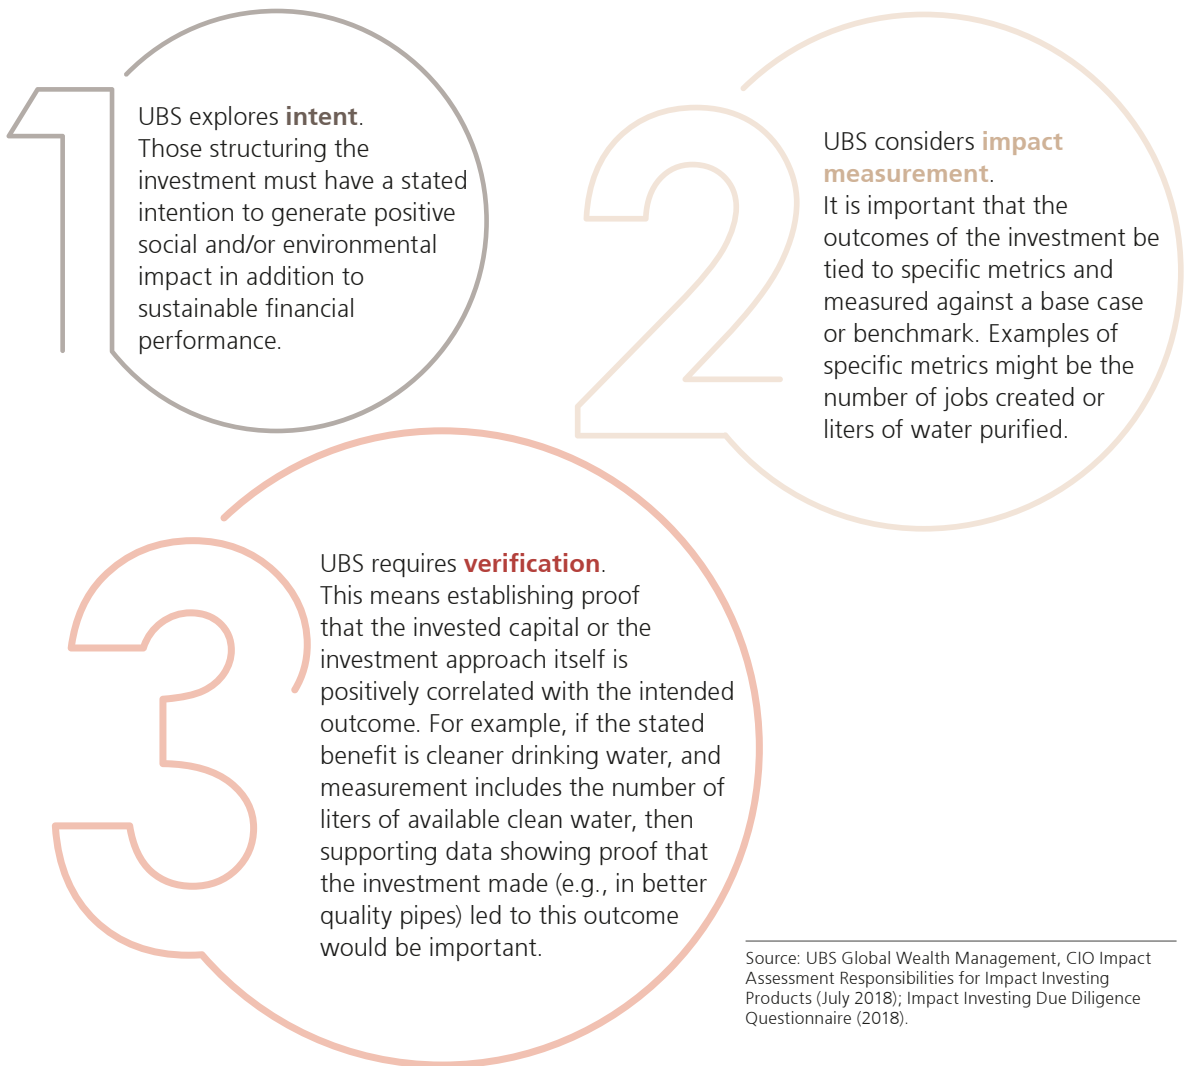 1
UBS explores intent.
Those structuring the
investment must have a stated
intention to generate positive
social and/or environmental
impact in addition to
sustainable financial
performance.
2
UBS considers impact
measurement.
It is important that the
outcomes of the investment be
tied to specific metrics and
measured against a base case
or benchmark. Examples of
specific metrics might be the
number of jobs created or
liters of water purified.
3
UBS requires verification.
This means establishing proof
that the invested capital or the
investment approach itself is
positively correlated with the intended
outcome. For example, if the stated
benefit is cleaner drinking water, and
measurement includes the number of
liters of available clean water, then
supporting data showing proof that
the investment made (e.g., in better
quality pipes) led to this outcome
would be important.
Source: UBS Global Wealth Management, CIO Impact
Assessment Responsibilities for Impact Investing
Products (July 2018); Impact Investing Due Diligence
Questionnaire (2018).